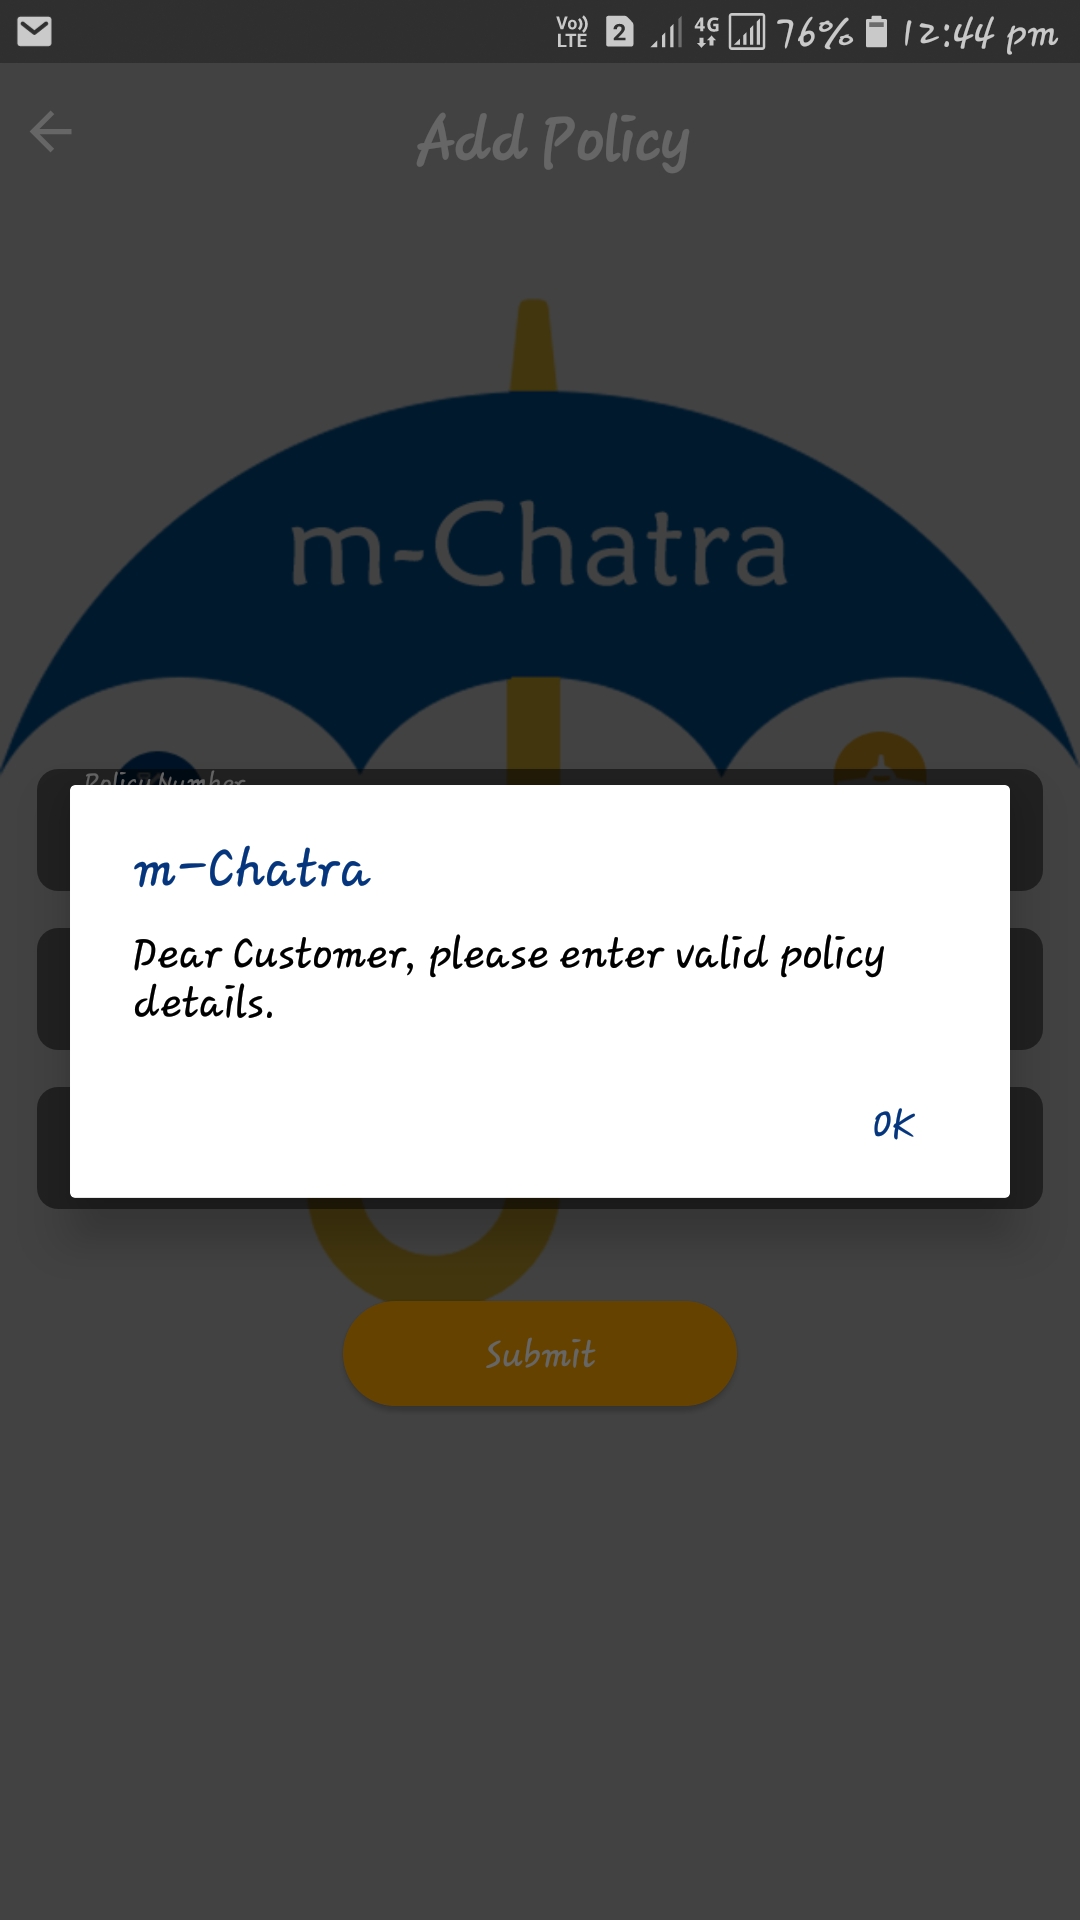 Vo)) LTE 2 4G 76% 12:44 pm
Add Policy
m-Chatra
Policy Number
m-Chatra
Dear Customer, please enter valid policy
details.
OK
Submit